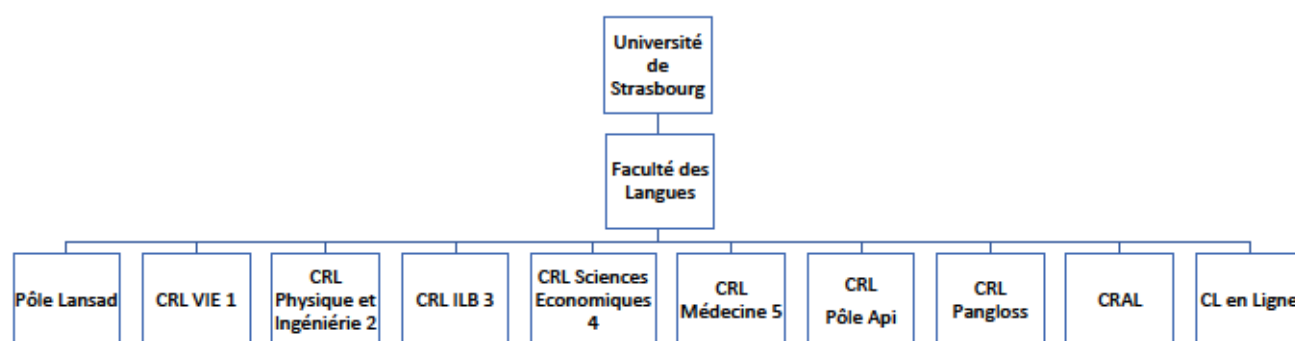 Université
de
Strasbourg
Faculté des
Langues
Pôle Lansad
CRL VIE 1
CRL
Physique et
Ingéniérie 2
CRL ILB 3
CRL Sciences
Economiques
4
CRL
Médecine 5
CRL
Pôle Api
CRL
Pangloss
CRAL
CL en Ligne